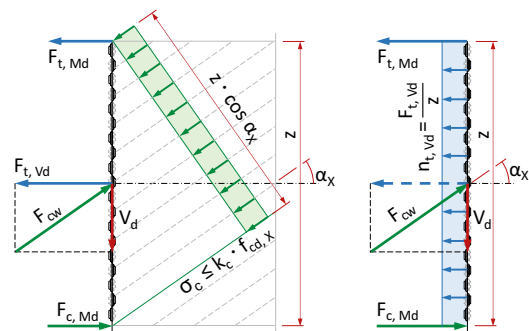 F_t, Md
z · cos α_X
z
F_t, Vd
α_X
F_cw
V_d
σ_c ≤ k_c · f_cd, X
F_c, Md
F_t, Md
n_t, Vd = F_t, Vd / z
z
α_X
F_cw
V_d
F_c, Md